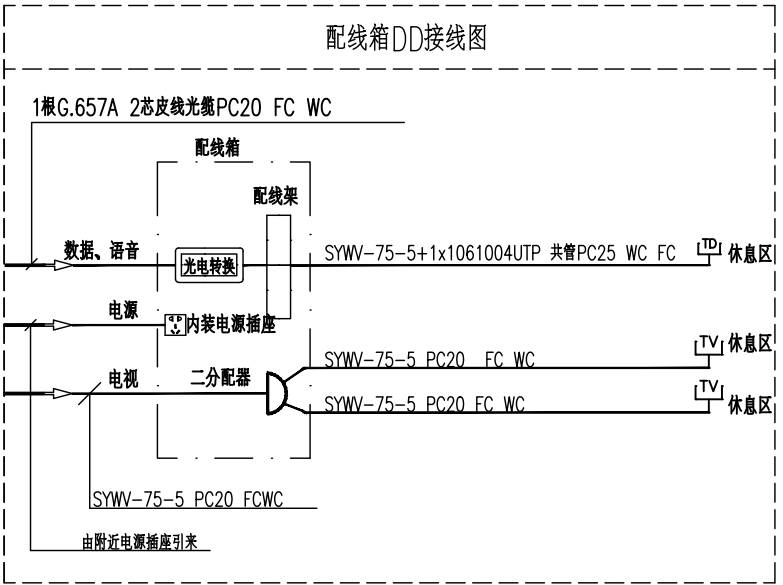 配线箱DD接线图
1根G.657A 2芯皮线光缆PC20 FC WC
配线箱
配线架
数据、语音
光电转换
SYWV-75-5+1x1061004UTP 共管PC25 WC FC
TD
休息区
电源
内装电源插座
SYWV-75-5 PC20 FC WC
TV
休息区
电视
二分配器
SYWV-75-5 PC20 FC WC
TV
休息区
SYWV-75-5 PC20 FCWC
由附近电源插座引来